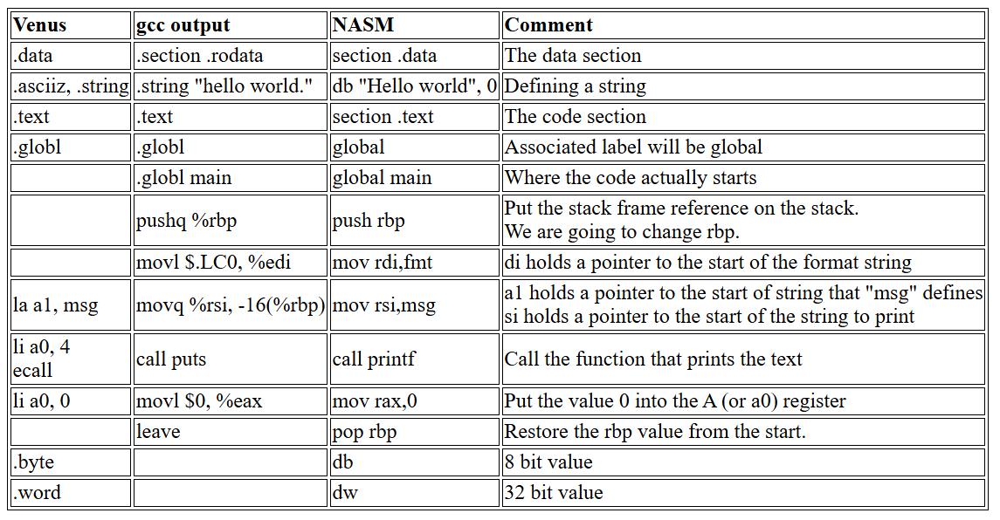 Venus gcc output NASM Comment
.data .section .rodata section .data The data section
.asciiz, .string .string "hello world." db "Hello world", 0 Defining a string
.text .text section .text The code section
.globl .globl global Associated label will be global
.globl main global main Where the code actually starts
pushq %rbp push rbp Put the stack frame reference on the stack.
We are going to change rbp.
movl $.LC0, %edi mov rdi,fmt di holds a pointer to the start of the format string
la a1, msg movq %rsi, -16(%rbp) mov rsi,msg a1 holds a pointer to the start of string that "msg" defines
si holds a pointer to the start of the string to print
li a0, 4
ecall call puts call printf Call the function that prints the text
li a0, 0 movl $0, %eax mov rax,0 Put the value 0 into the A (or a0) register
leave pop rbp Restore the rbp value from the start.
.byte db 8 bit value
.word dw 32 bit value